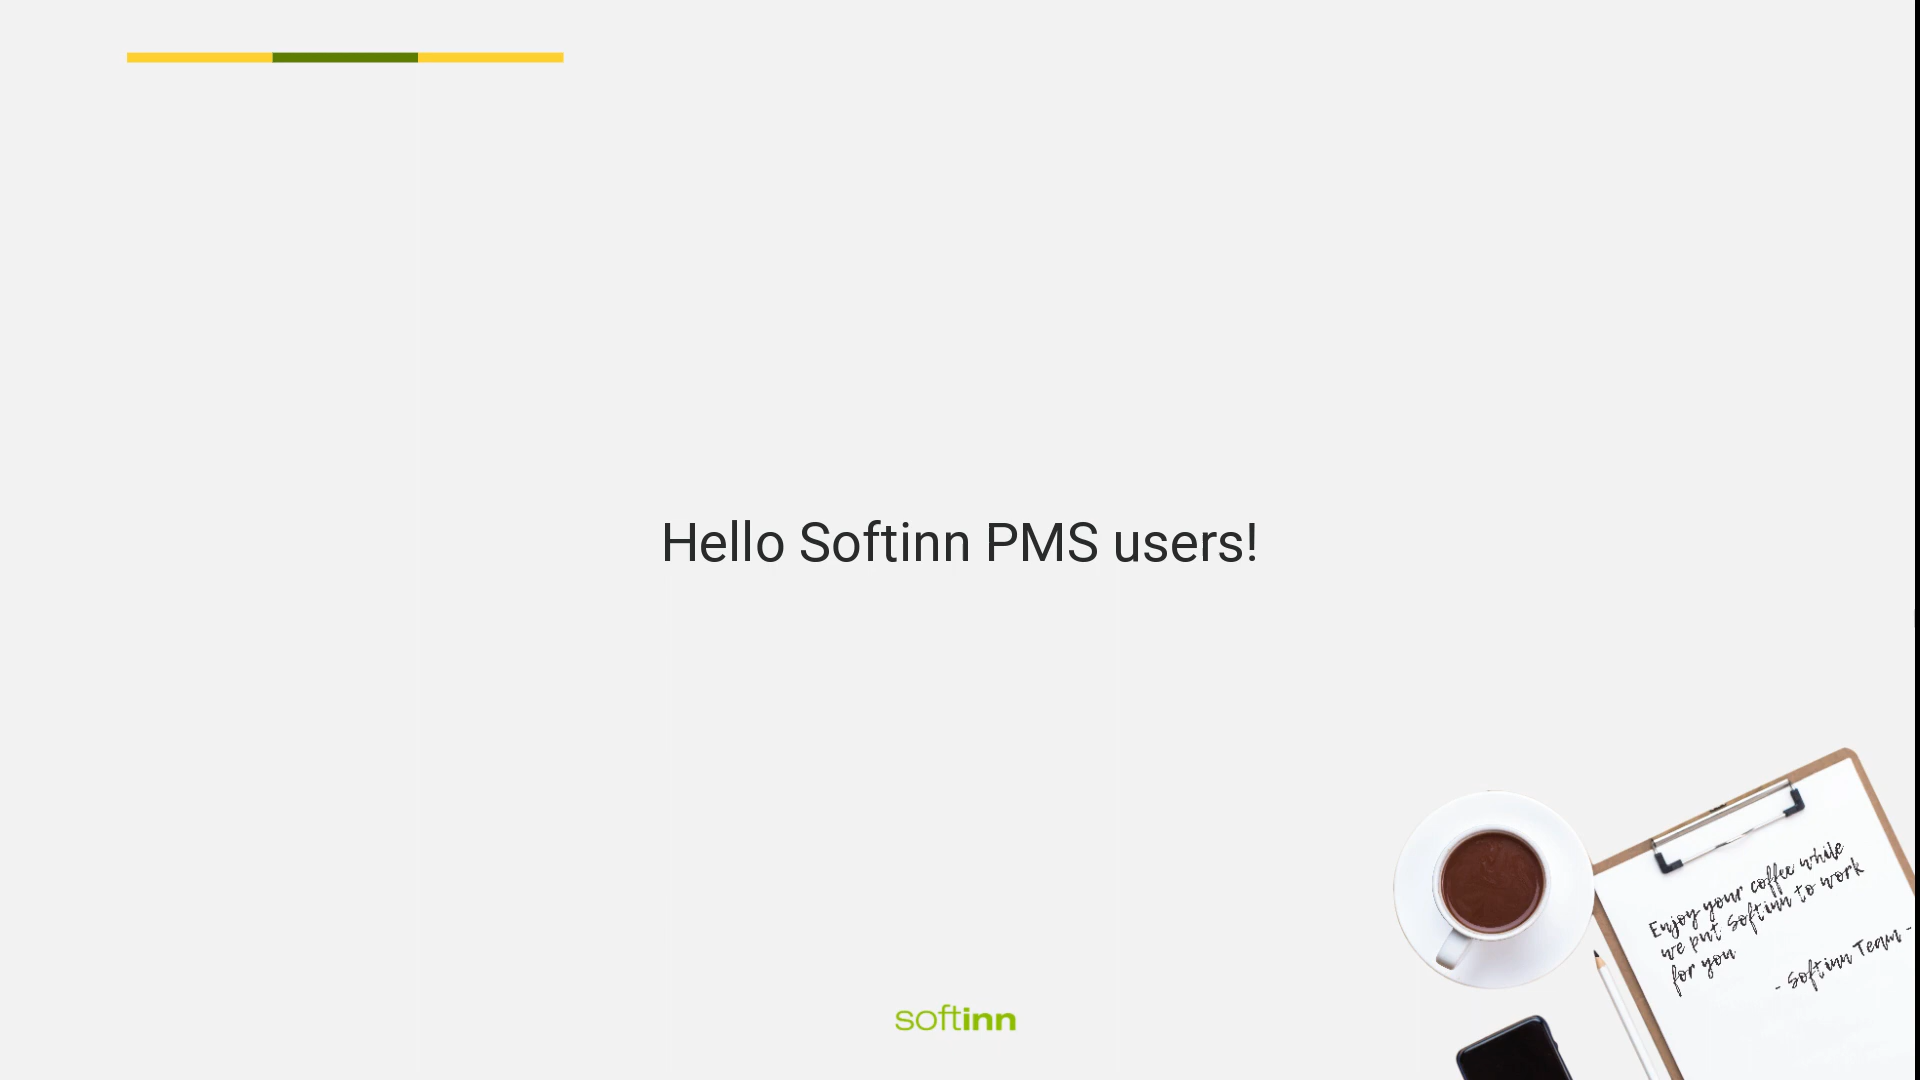 Hello Softinn PMS users!
Enjoy your coffee while
we put Softinn to work
for you
- Softinn Team -
softinn